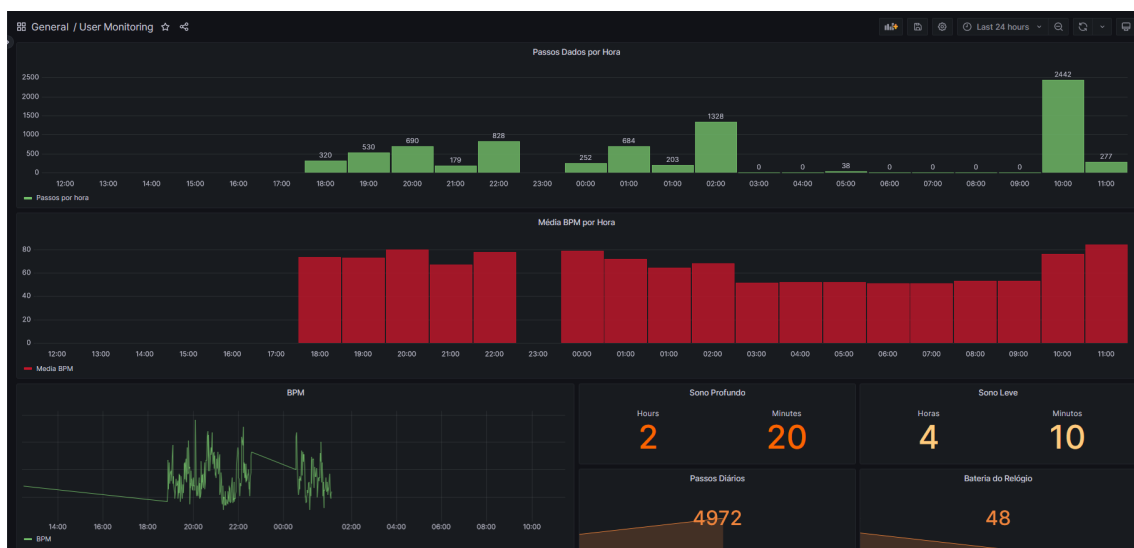 General / User Monitoring
Last 24 hours
Passos Dados por Hora
2500
2000
1500
1000
500
0
320 530 690 179 828 252 684 203 1328 0 0 38 0 0 0 0 2442 277
12:00 13:00 14:00 15:00 16:00 17:00 18:00 19:00 20:00 21:00 22:00 23:00 00:00 01:00 01:00 02:00 03:00 04:00 05:00 06:00 07:00 08:00 09:00 10:00 11:00
Passos por hora
Média BPM por Hora
80
60
40
20
0
12:00 13:00 14:00 15:00 16:00 17:00 18:00 19:00 20:00 21:00 22:00 23:00 00:00 01:00 01:00 02:00 03:00 04:00 05:00 06:00 07:00 08:00 09:00 10:00 11:00
Media BPM
BPM
14:00 16:00 18:00 20:00 22:00 00:00 02:00 04:00 06:00 08:00 10:00
BPM
Sono Profundo
Hours Minutes
2 20
Sono Leve
Horas Minutos
4 10
Passos Diários
4972
Bateria do Relógio
48